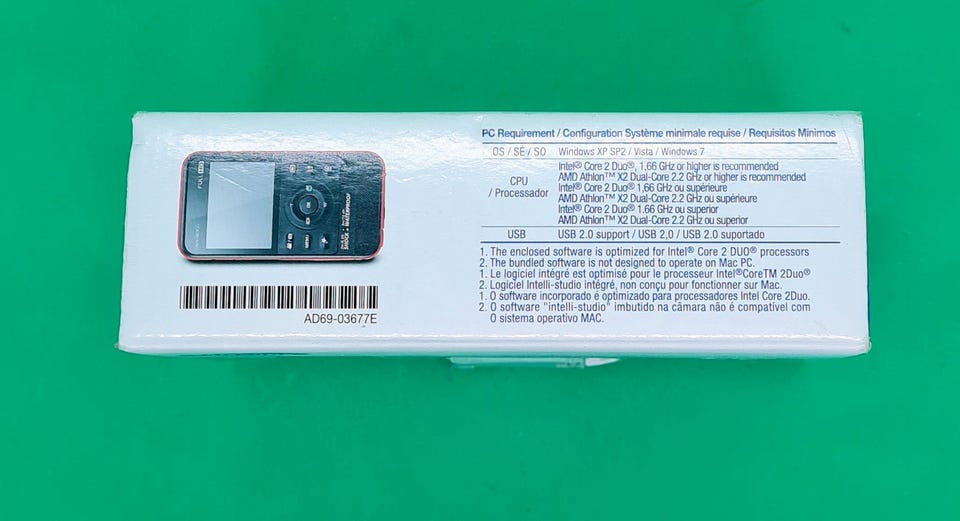 FULL HD
SHOCK + WATERPROOF
MENU
OK
AD69-03677E
PC Requirement / Configuration Système minimale requise / Requisitos Mínimos
OS / SÉ / SO Windows XP SP2 / Vista / Windows 7
CPU / Processador
Intel® Core 2 Duo®, 1,66 GHz or higher is recommended
AMD Athlon™ X2 Dual-Core 2.2 GHz or higher is recommended
Intel® Core 2 Duo® 1,66 GHz ou supérieure
AMD Athlon™ X2 Dual-Core 2.2 GHz ou supérieure
Intel® Core 2 Duo® 1.66 GHz ou superior
AMD Athlon™ X2 Dual-Core 2.2 GHz ou superior
USB USB 2.0 support / USB 2,0 / USB 2.0 suportado
1. The enclosed software is optimized for Intel® Core 2 DUO® processors
2. The bundled software is not designed to operate on Mac PC.
1. Le logiciel intégré est optimisé pour le processeur Intel®CoreTM 2Duo®
2. Logiciel Intelli-studio intégré, non conçu pour fonctionner sur Mac.
1. O software incorporado é optimizado para processadores Intel Core 2Duo.
2. O software "intelli-studio" imbutido na câmara não é compatível com
O sistema operativo MAC.